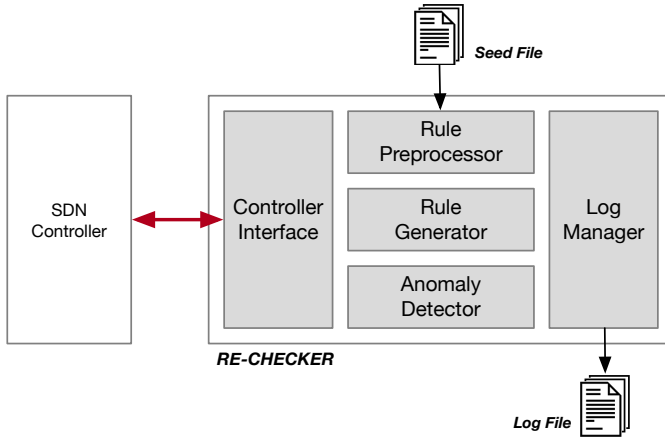 Seed File
SDN
Controller
Controller
Interface
Rule
Preprocessor
Rule
Generator
Anomaly
Detector
Log
Manager
RE-CHECKER
Log File